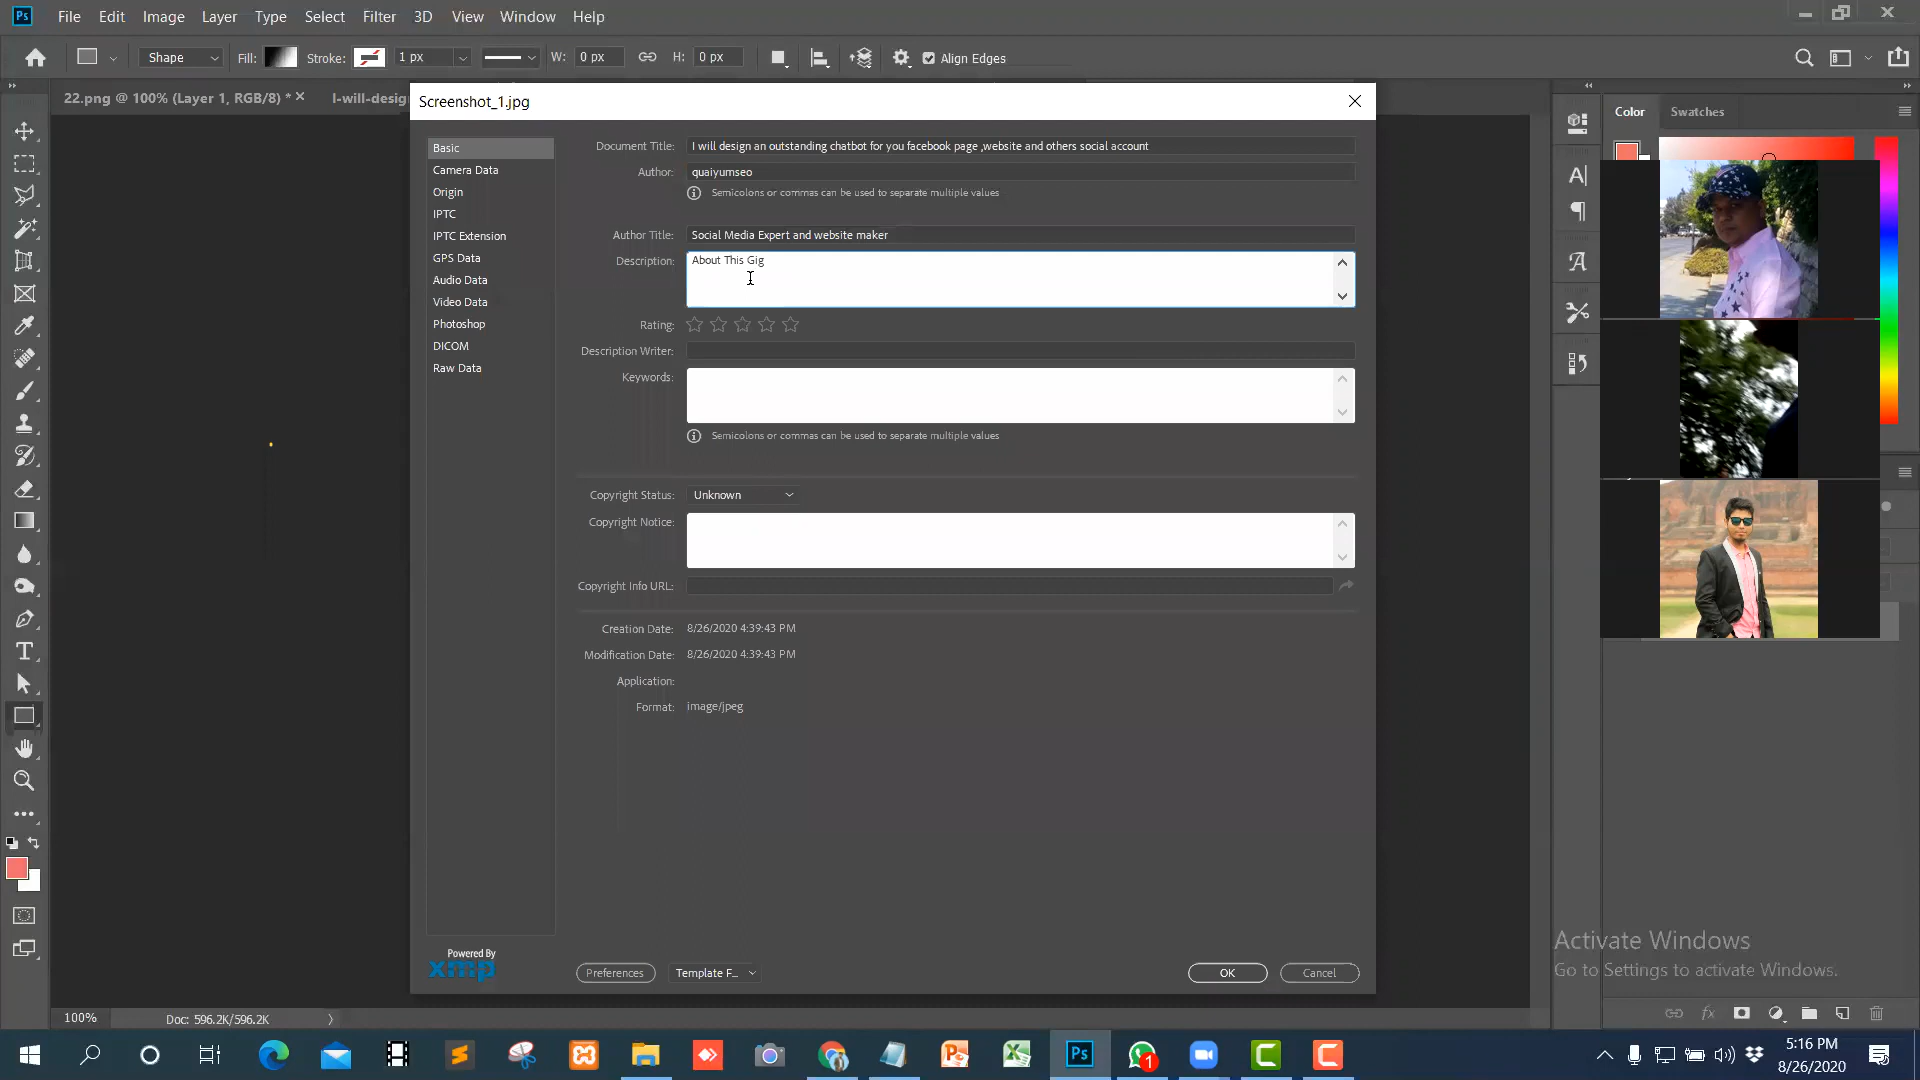 Ps File Edit Image Layer Type Select Filter 3D View Window Help
Shape Fill: Stroke: 1 px W: 0 px H: 0 px Align Edges
22.png @ 100% (Layer 1, RGB/8) * I-will-desig
Screenshot_1.jpg
Color Swatches
Basic
Camera Data
Origin
IPTC
IPTC Extension
GPS Data
Audio Data
Video Data
Photoshop
DICOM
Raw Data
Document Title: I will design an outstanding chatbot for you facebook page ,website and others social account
Author: quaiyumseo
Semicolons or commas can be used to separate multiple values
Author Title: Social Media Expert and website maker
Description: About This Gig
Rating:
Description Writer:
Keywords:
Semicolons or commas can be used to separate multiple values
Copyright Status: Unknown
Copyright Notice:
Copyright Info URL:
Creation Date: 8/26/2020 4:39:43 PM
Modification Date: 8/26/2020 4:39:43 PM
Application:
Format: image/jpeg
Powered By
xmp
Preferences Template F... OK Cancel
Activate Windows
Go to Settings to activate Windows.
100% Doc: 596.2K/596.2K
Ps 1 5:16 PM
8/26/2020